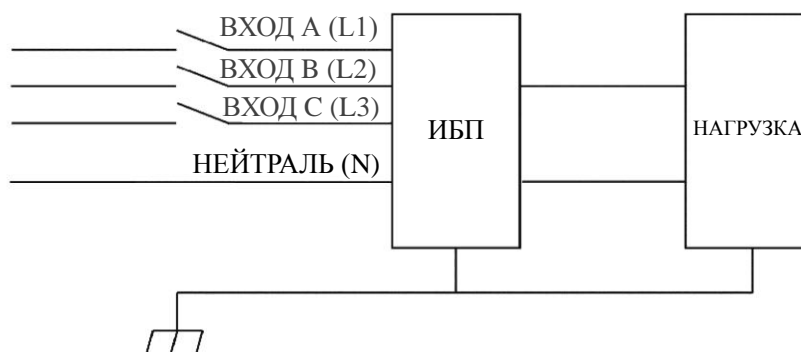 ВХОД А (L1)
ВХОД В (L2)
ВХОД С (L3)
НЕЙТРАЛЬ (N)
ИБП
НАГРУЗКА